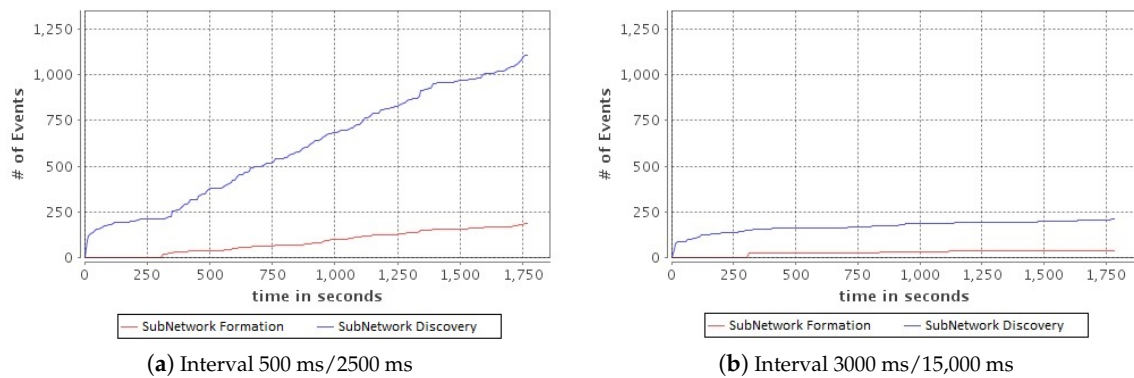 1,250
1,000
750
500
250
0
# of Events
0 250 500 750 1,000 1,250 1,500 1,750
time in seconds
SubNetwork Formation SubNetwork Discovery
(a) Interval 500 ms/2500 ms
1,250
1,000
750
500
250
0
# of Events
0 250 500 750 1,000 1,250 1,500 1,750
time in seconds
SubNetwork Formation SubNetwork Discovery
(b) Interval 3000 ms/15,000 ms